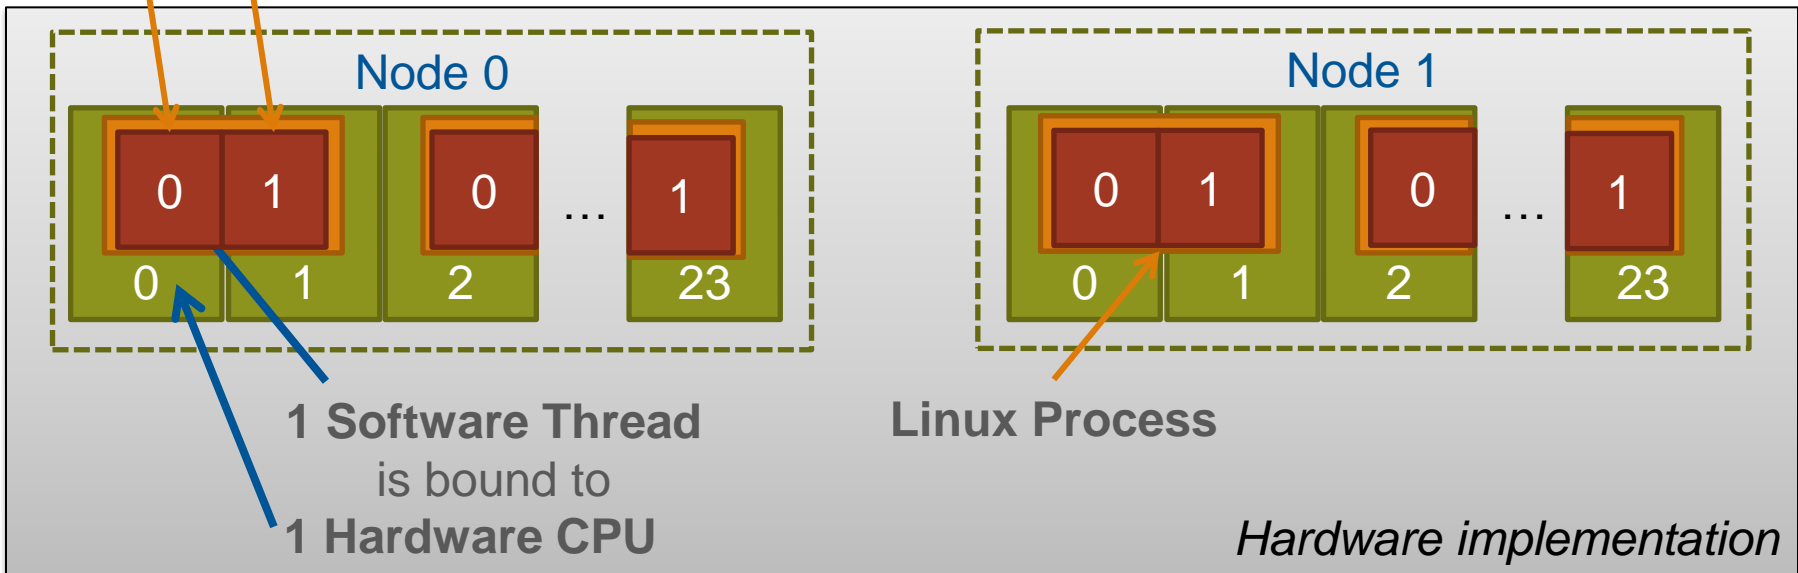 Node 0
Node 1
0 1 0 … 1
0 1 0 … 1
0 1 2 23
0 1 2 23
1 Software Thread
is bound to
1 Hardware CPU
Linux Process
Hardware implementation